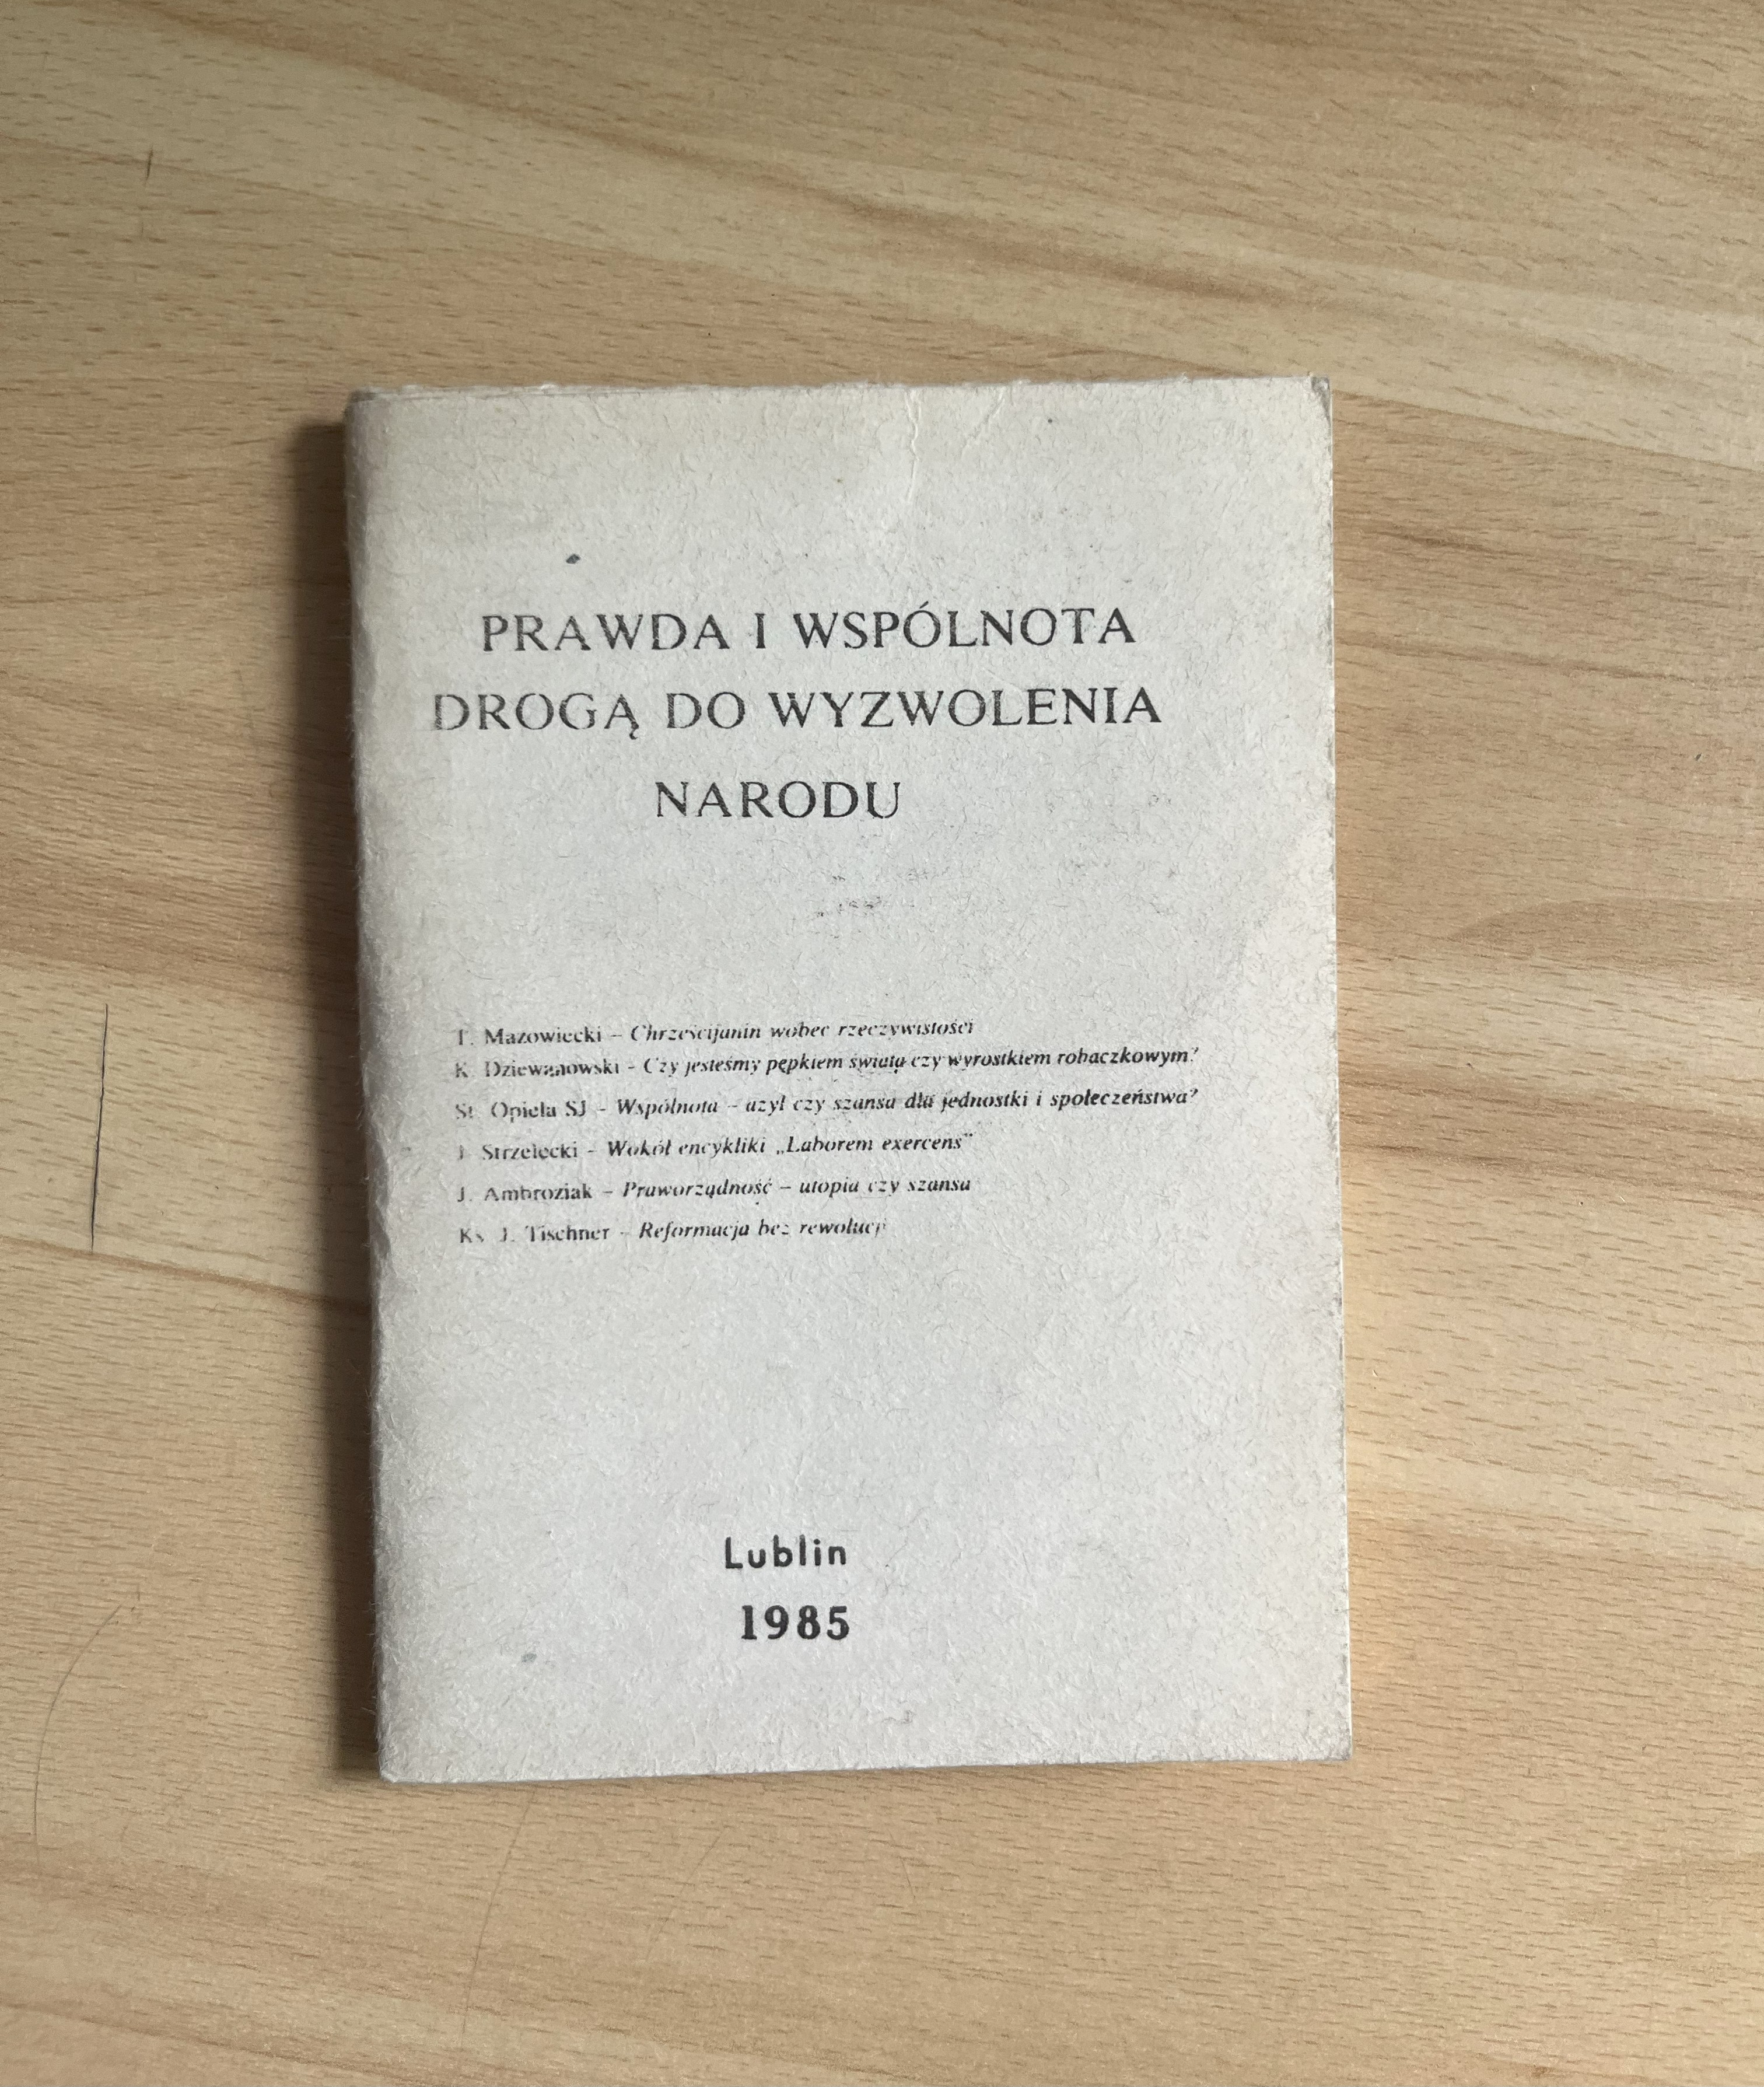 PRAWDA I WSPÓLNOTA
DROGĄ DO WYZWOLENIA
NARODU
T. Mazowiecki – Chrześcijanin wobec rzeczywistości
K. Dziewanowski - Czy jesteśmy pępkiem świata czy wyrostkiem robaczkowym?
St. Opiela SJ - Wspólnota – azyl czy szansa dla jednostki i społeczeństwa?
J. Strzelecki - Wokół encykliki „Laborem exercens"
J. Ambroziak – Praworządność – utopia czy szansa
Ks. J. Tischner - Reformacja bez rewolucji
Lublin
1985